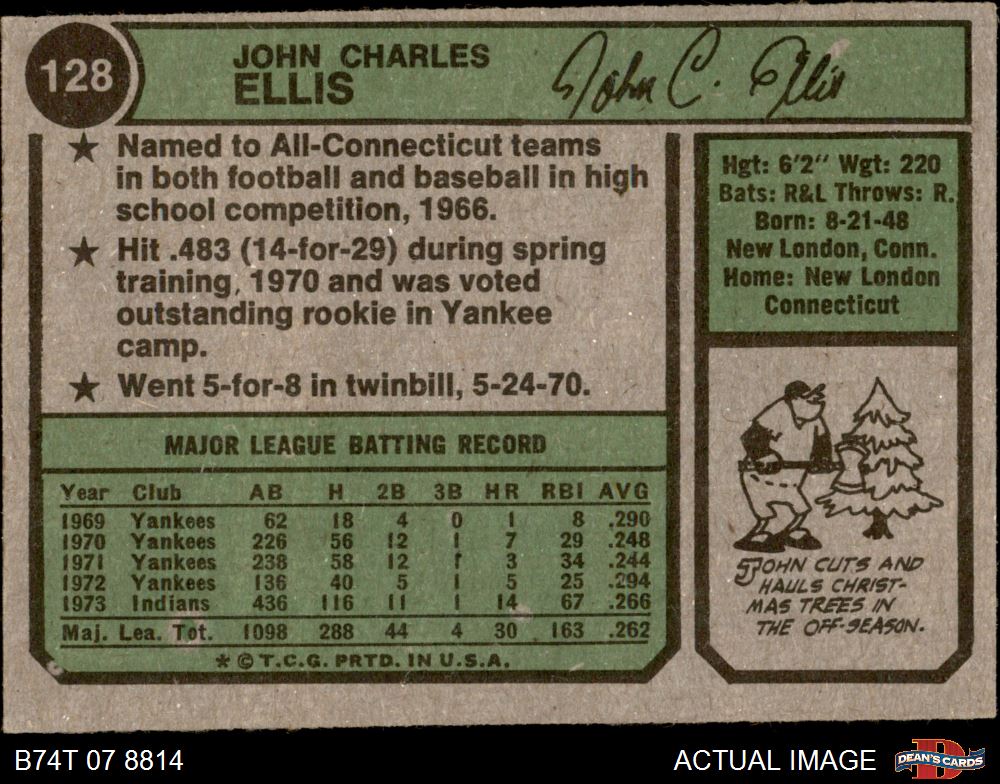 128
JOHN CHARLES
ELLIS
John C. Ellis
★ Named to All-Connecticut teams
in both football and baseball in high
school competition, 1966.
★ Hit .483 (14-for-29) during spring
training, 1970 and was voted
outstanding rookie in Yankee
camp.
★ Went 5-for-8 in twinbill, 5-24-70.
Hgt: 6'2" Wgt: 220
Bats: R&L Throws: R.
Born: 8-21-48
New London, Conn.
Home: New London
Connecticut
MAJOR LEAGUE BATTING RECORD
Year Club AB H 2B 3B HR RBI AVG
1969 Yankees 62 18 4 0 1 8 .290
1970 Yankees 226 56 12 1 7 29 .248
1971 Yankees 238 58 12 1 3 34 .244
1972 Yankees 136 40 5 1 5 25 .294
1973 Indians 436 116 11 1 14 67 .266
Maj. Lea. Tot. 1098 288 44 4 30 163 .262
* © T.C.G. PRTD. IN U.S.A.
JOHN CUTS AND
HAULS CHRIST-
MAS TREES IN
THE OFF-SEASON.
B74T 07 8814
ACTUAL IMAGE
DEAN'S CARDS